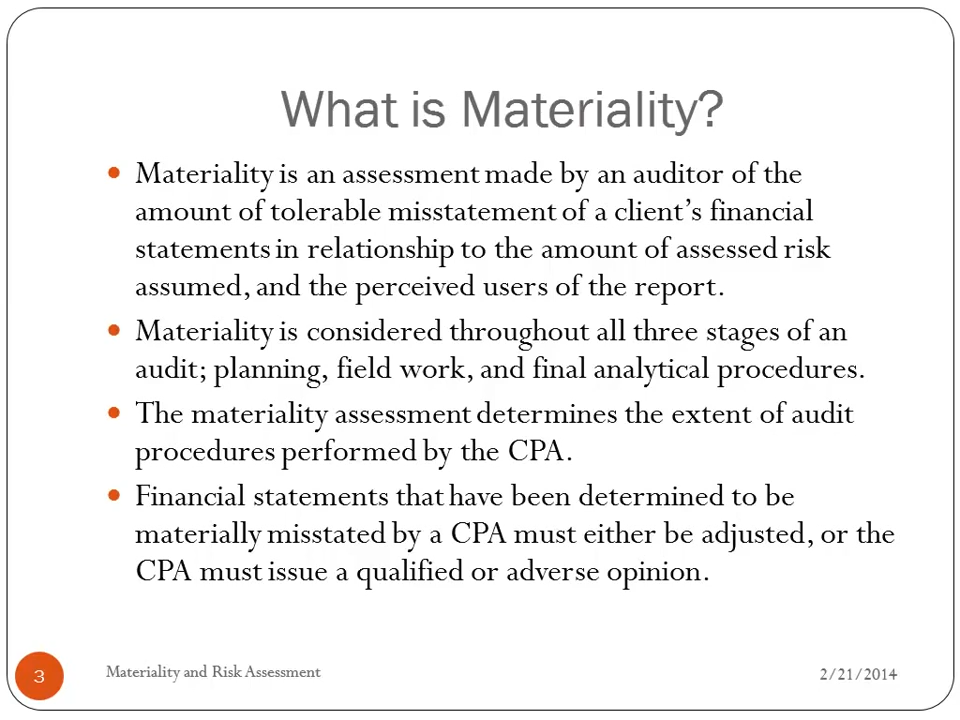 What is Materiality?
Materiality is an assessment made by an auditor of the
amount of tolerable misstatement of a client’s financial
statements in relationship to the amount of assessed risk
assumed, and the perceived users of the report.
Materiality is considered throughout all three stages of an
audit; planning, field work, and final analytical procedures.
The materiality assessment determines the extent of audit
procedures performed by the CPA.
Financial statements that have been determined to be
materially misstated by a CPA must either be adjusted, or the
CPA must issue a qualified or adverse opinion.
3
Materiality and Risk Assessment
2/21/2014